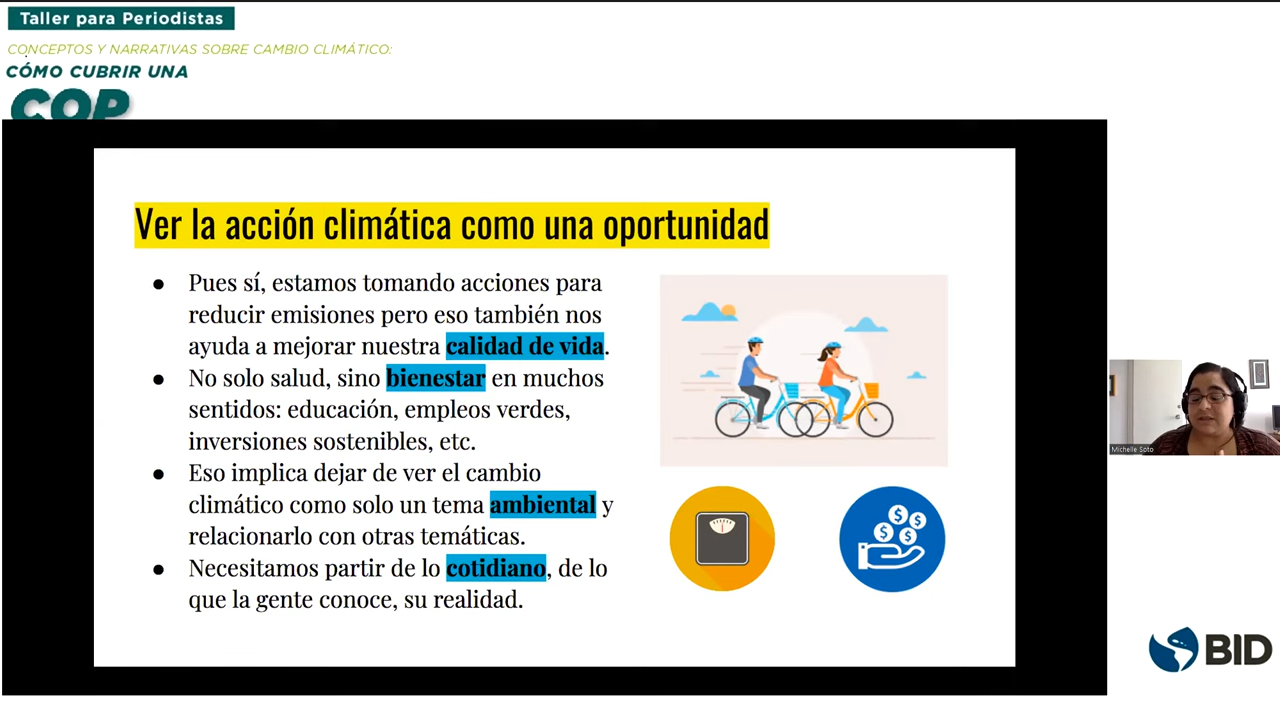 Taller para Periodistas
CONCEPTOS Y NARRATIVAS SOBRE CAMBIO CLIMÁTICO:
CÓMO CUBRIR UNA
COP
Ver la acción climática como una oportunidad
● Pues sí, estamos tomando acciones para
reducir emisiones pero eso también nos
ayuda a mejorar nuestra calidad de vida.
● No solo salud, sino bienestar en muchos
sentidos: educación, empleos verdes,
inversiones sostenibles, etc.
● Eso implica dejar de ver el cambio
climático como solo un tema ambiental y
relacionarlo con otras temáticas.
● Necesitamos partir de lo cotidiano, de lo
que la gente conoce, su realidad.
$ $
$ $
Michelle Soto
BID